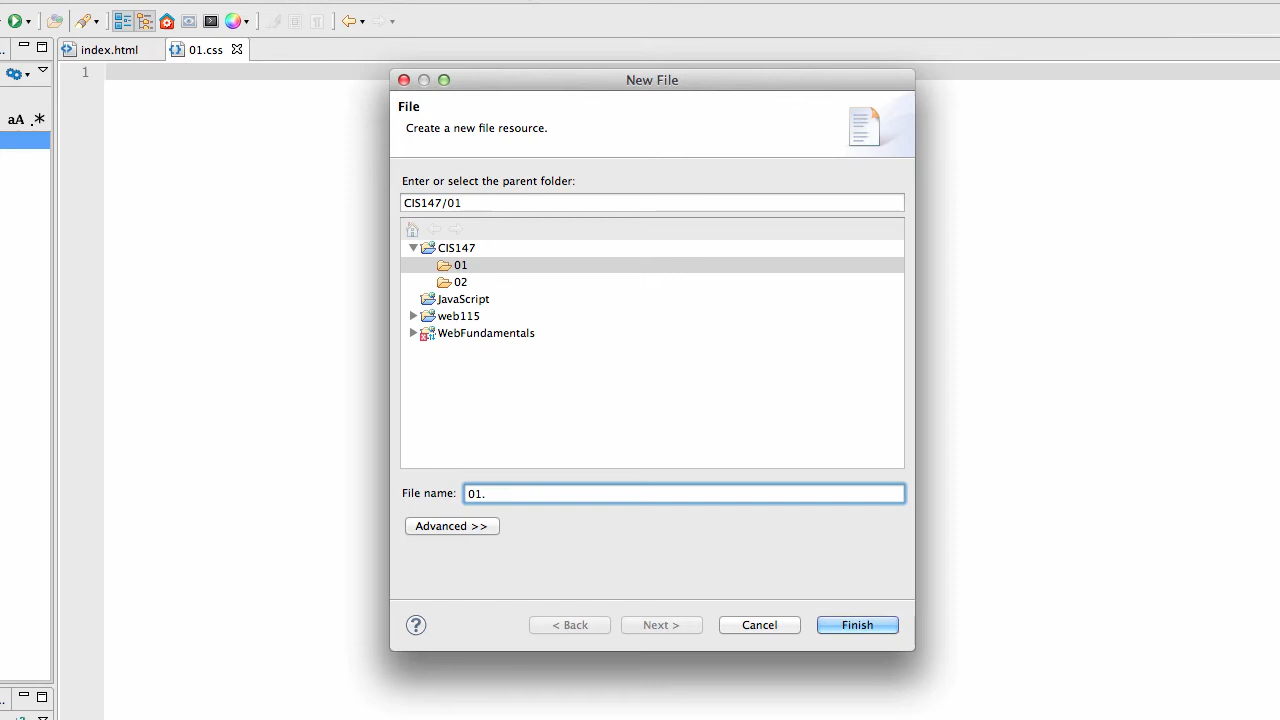 index.html
01.css
1
aA .*
New File
File
Create a new file resource.
Enter or select the parent folder:
CIS147/01
CIS147
01
02
JavaScript
web115
WebFundamentals
File name: 01.
Advanced >>
? < Back Next > Cancel Finish